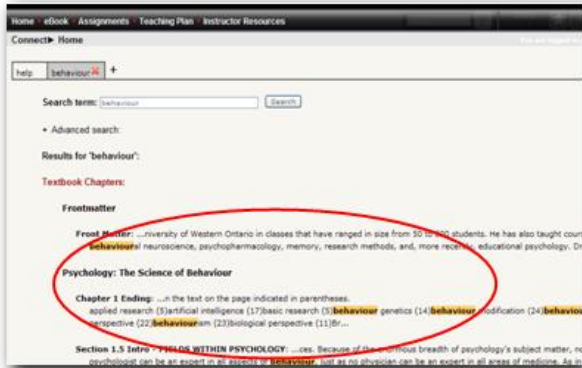 Home • eBook • Assignments • Teaching Plan • Instructor Resources
Connect► Home
help behaviour +
Search term: behaviour Search
+ Advanced search:
Results for 'behaviour':
Textbook Chapters:
Frontmatter
Front Matter: ...niversity of Western Ontario in classes that have ranged in size from 50 to students. He has also taught cours
behavioural neuroscience, psychopharmacology, memory, research methods, and, more recently, educational psychology. Dr
Psychology: The Science of Behaviour
Chapter 1 Ending: ...n the text on the page indicated in parentheses.
applied research (5)artificial intelligence (17)basic research (5)behaviour genetics (14)behaviour modification (24)behaviou
perspective (22)behaviourism (23)biological perspective (11)Br...
Section 1.5 Intro - FIELDS WITHIN PSYCHOLOGY: ...ces. Because of the enormous breadth of psychology's subject matter, no
psychologist can be an expert in all aspects of behaviour, just as no physician can be an expert in all areas of medicine. As in